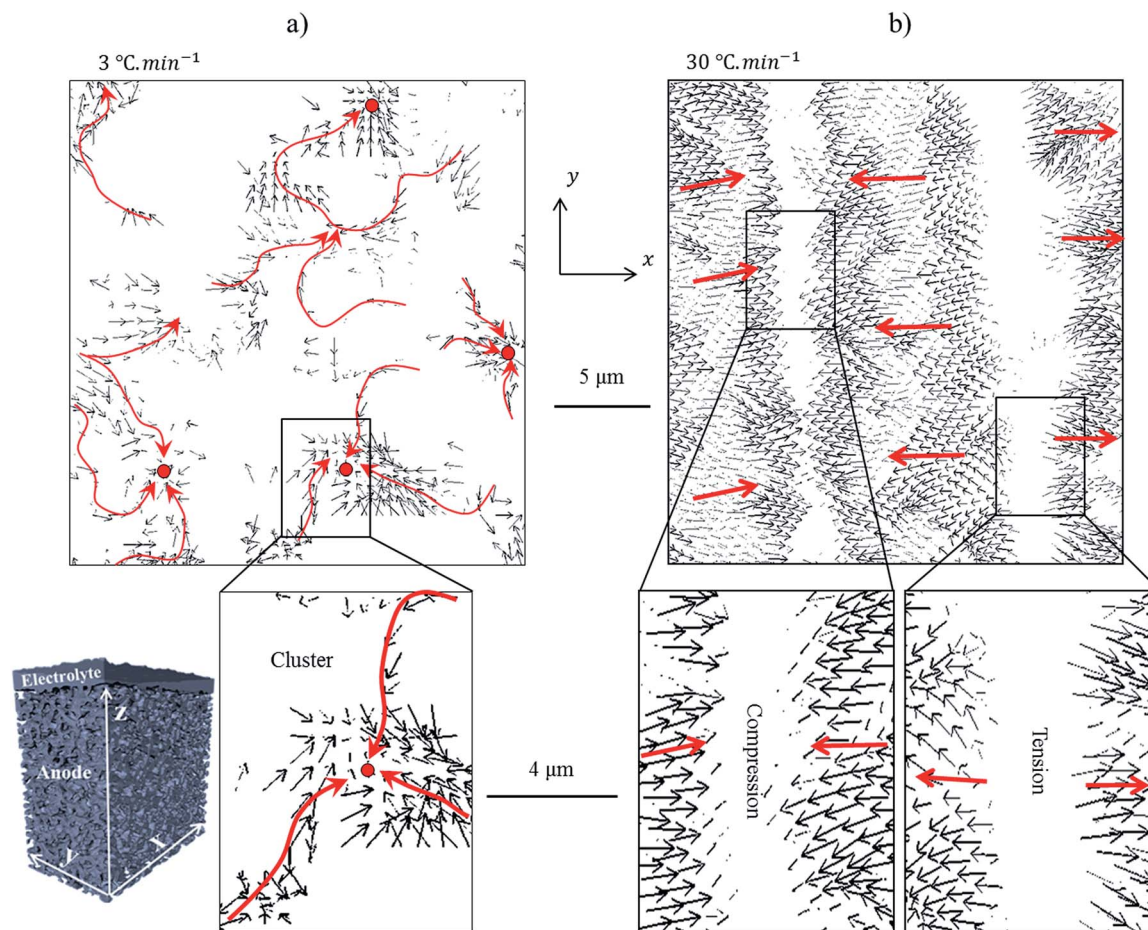 a)
b)
3 °C.min⁻¹
30 °C.min⁻¹
y
x
5 μm
Electrolyte
z
Anode
y
x
Cluster
4 μm
Compression
Tension